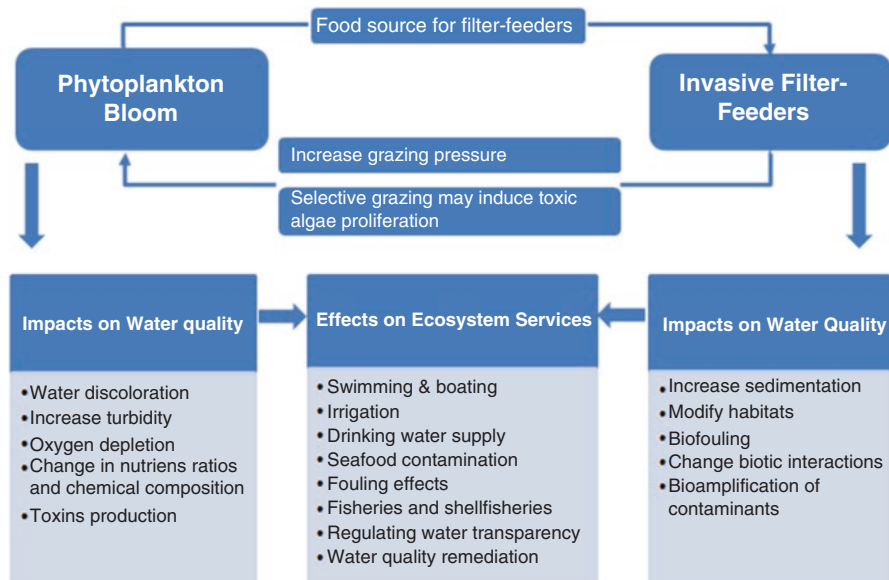 Food source for filter-feeders
Phytoplankton
Bloom
Invasive Filter-
Feeders
Increase grazing pressure
Selective grazing may induce toxic
algae proliferation
Impacts on Water quality
• Water discoloration
• Increase turbidity
• Oxygen depletion
• Change in nutriens ratios
and chemical composition
• Toxins production
Effects on Ecosystem Services
• Swimming & boating
• Irrigation
• Drinking water supply
• Seafood contamination
• Fouling effects
• Fisheries and shellfisheries
• Regulating water transparency
• Water quality remediation
Impacts on Water Quality
• Increase sedimentation
• Modify habitats
• Biofouling
• Change biotic interactions
• Bioamplification of
contaminants